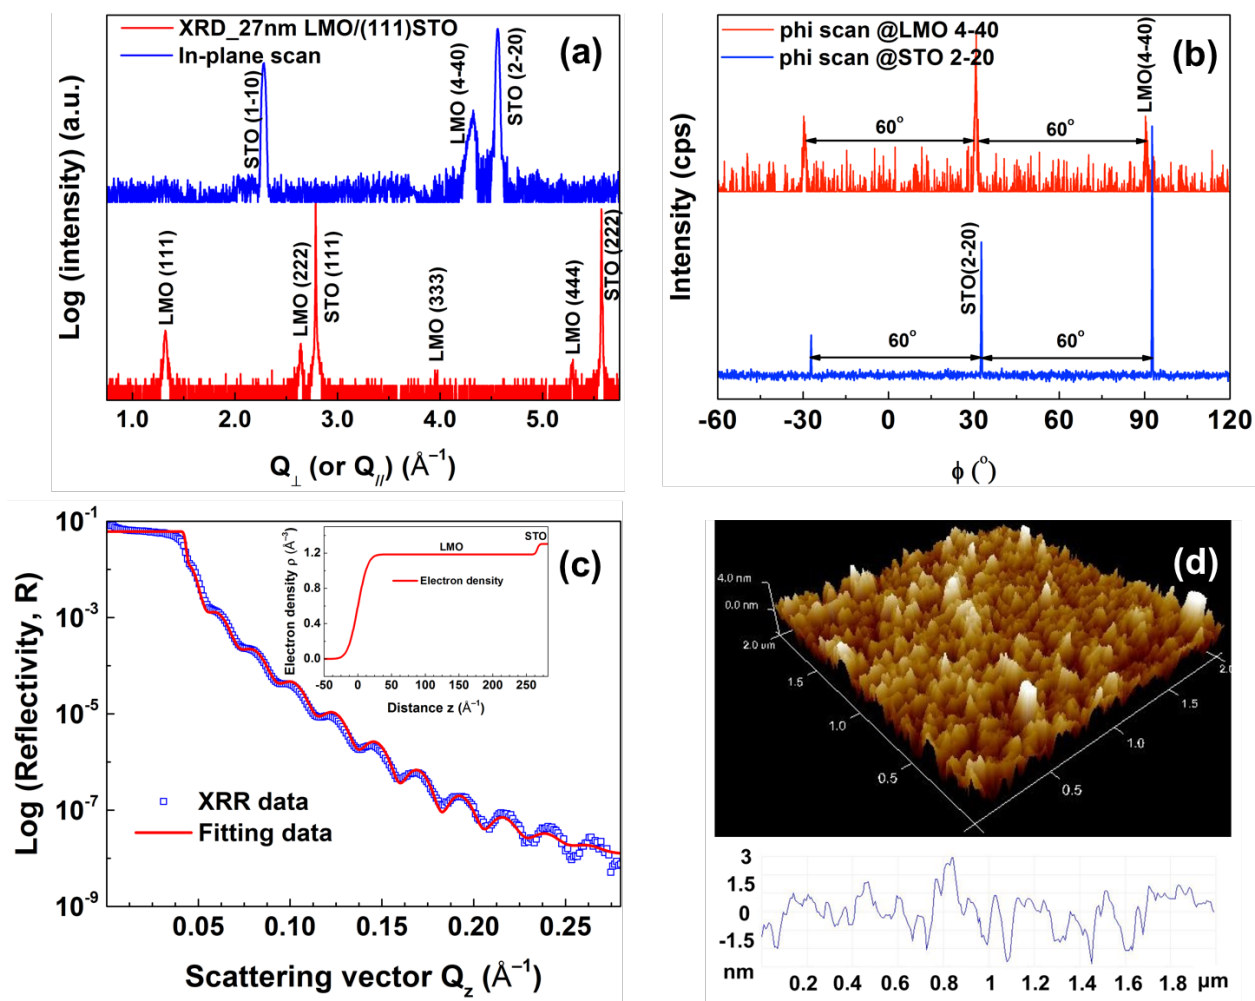 XRD_27nm LMO/(111)STO
In-plane scan
(a)
STO (1-10)
LMO (4-40)
STO (2-20)
LMO (111)
LMO (222)
STO (111)
LMO (333)
LMO (444)
STO (222)
Log (intensity) (a.u.)
1.0 2.0 3.0 4.0 5.0
Q⊥ (or Q//) (Å⁻¹)
phi scan @LMO 4-40
phi scan @STO 2-20
(b)
LMO(4-40)
60°
60°
STO(2-20)
60°
60°
Intensity (cps)
-60 -30 0 30 60 90 120
ϕ (°)
10⁻¹
10⁻³
10⁻⁵
10⁻⁷
10⁻⁹
Log (Reflectivity, R)
(c)
XRR data
Fitting data
0.05 0.10 0.15 0.20 0.25
Scattering vector Qz (Å⁻¹)
Electron density ρ (Å⁻³)
1.2
0.8
0.4
0.0
LMO
STO
Electron density
-50 0 50 100 150 200 250
Distance z (Å⁻¹)
(d)
4.0 nm
0.0 nm
2.0 um
1.5
1.0
0.5
0.5
1.0
1.5
3
1.5
0
-1.5
nm
0.2 0.4 0.6 0.8 1 1.2 1.4 1.6 1.8 µm